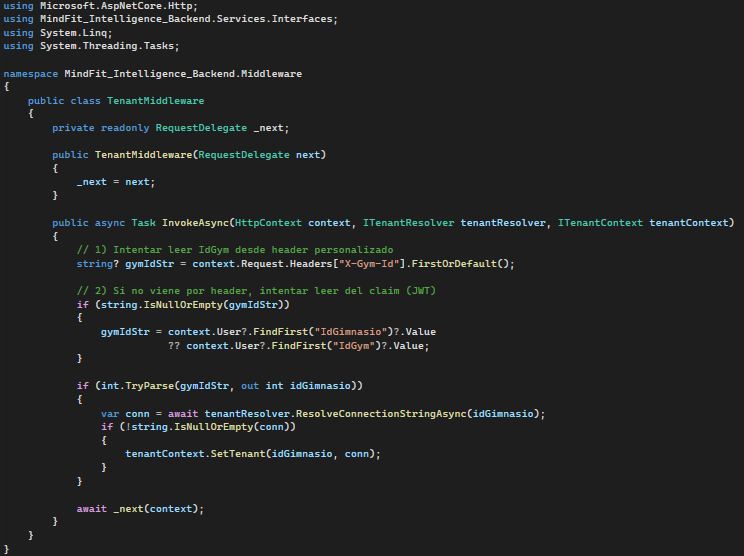 using Microsoft.AspNetCore.Http;
using MindFit_Intelligence_Backend.Services.Interfaces;
using System.Linq;
using System.Threading.Tasks;

namespace MindFit_Intelligence_Backend.Middleware
{
    public class TenantMiddleware
    {
        private readonly RequestDelegate _next;

        public TenantMiddleware(RequestDelegate next)
        {
            _next = next;
        }

        public async Task InvokeAsync(HttpContext context, ITenantResolver tenantResolver, ITenantContext tenantContext)
        {
            // 1) Intentar leer IdGym desde header personalizado
            string? gymIdStr = context.Request.Headers["X-Gym-Id"].FirstOrDefault();

            // 2) Si no viene por header, intentar leer del claim (JWT)
            if (string.IsNullOrEmpty(gymIdStr))
            {
                gymIdStr = context.User?.FindFirst("IdGimnasio")?.Value
                           ?? context.User?.FindFirst("IdGym")?.Value;
            }

            if (int.TryParse(gymIdStr, out int idGimnasio))
            {
                var conn = await tenantResolver.ResolveConnectionStringAsync(idGimnasio);
                if (!string.IsNullOrEmpty(conn))
                {
                    tenantContext.SetTenant(idGimnasio, conn);
                }
            }

            await _next(context);
        }
    }
}